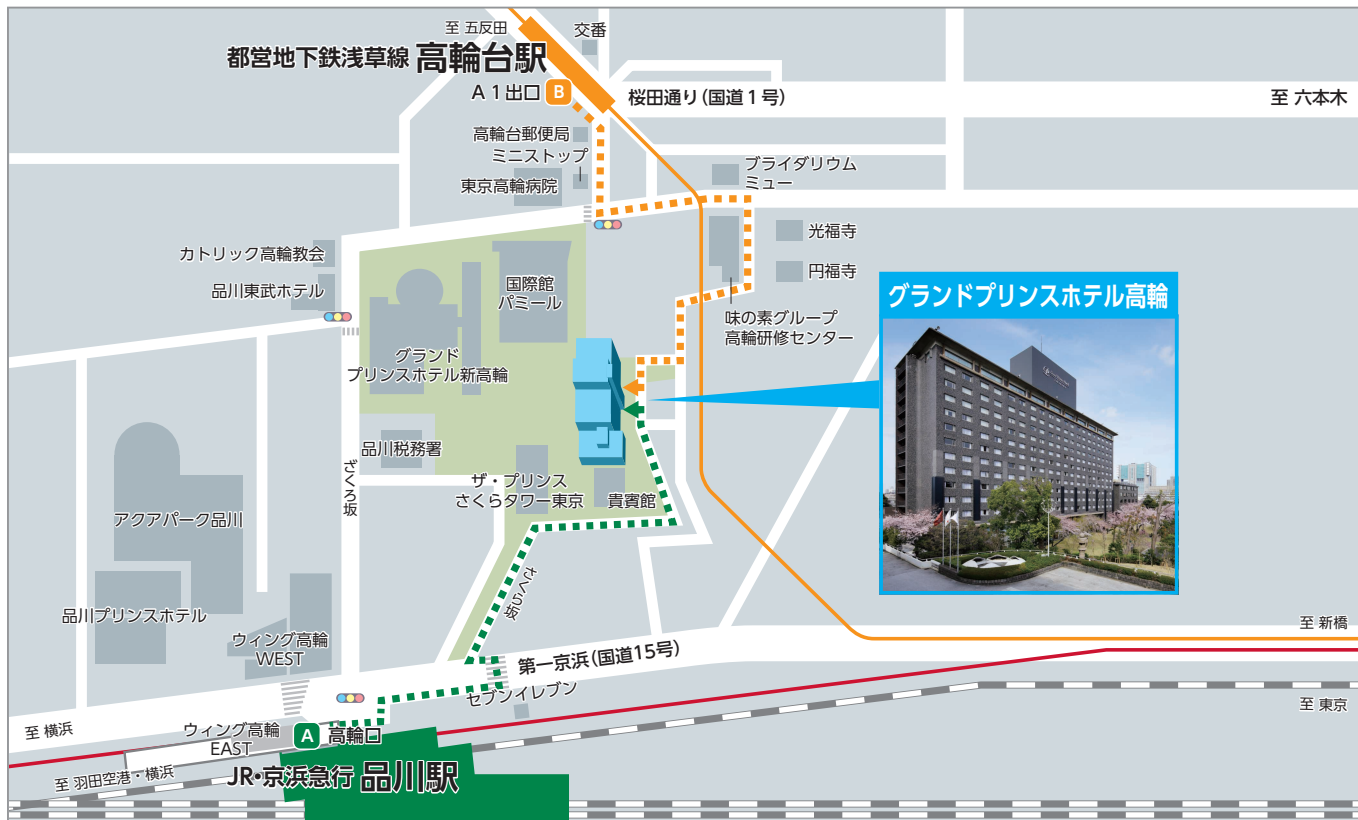 至 五反田
交番
都営地下鉄浅草線 高輪台駅
A1出口 B
桜田通り(国道1号)
至 六本木
高輪台郵便局
ミニストップ
東京高輪病院
ブライダリウム
ミュー
光福寺
円福寺
カトリック高輪教会
品川東武ホテル
国際館
パミール
味の素グループ
高輪研修センター
グランドプリンスホテル高輪
グランド
プリンスホテル新高輪
品川税務署
ざくろ坂
ザ・プリンス
さくらタワー東京
貴賓館
アクアパーク品川
さくら坂
品川プリンスホテル
ウィング高輪
WEST
第一京浜(国道15号)
至 新橋
セブンイレブン
至 東京
至 横浜
ウィング高輪
EAST
A 高輪口
至 羽田空港・横浜
JR・京浜急行 品川駅